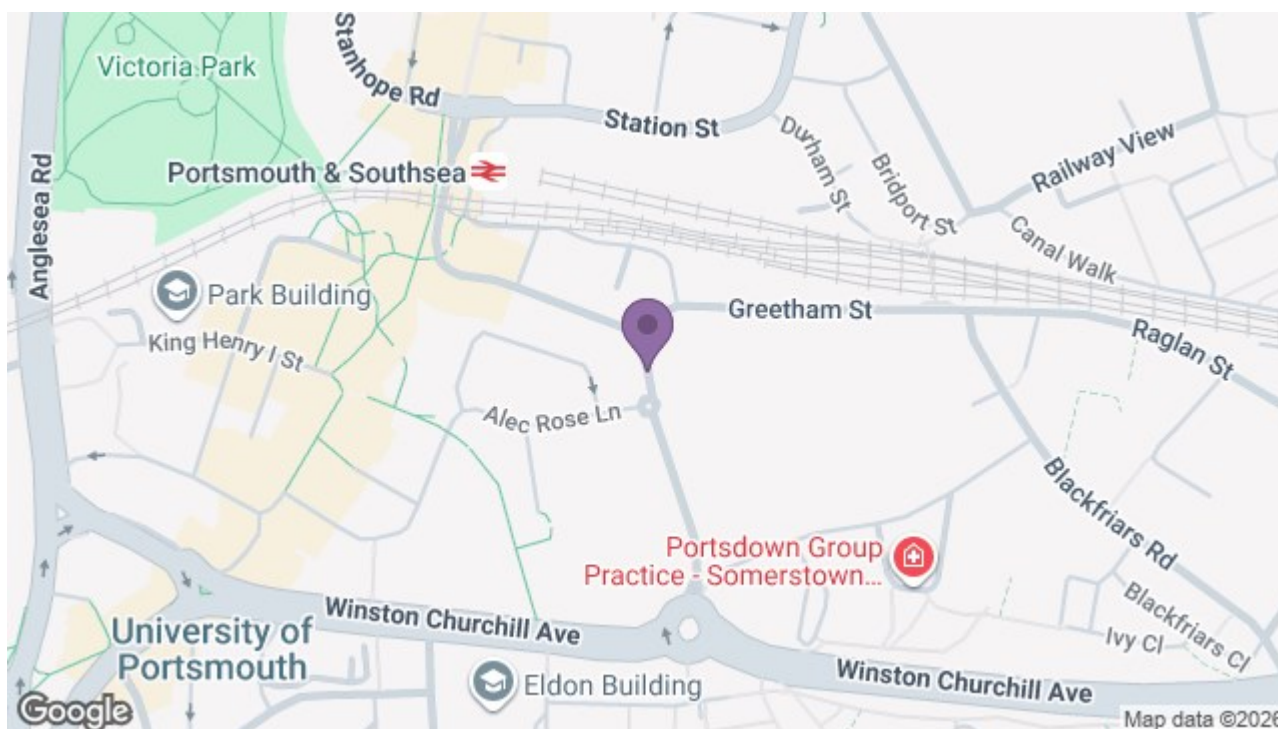 Victoria Park
Stanhope Rd
Station St
Durham St
Bridport St
Railway View
Portsmouth & Southsea
Canal Walk
Anglesea Rd
Park Building
Greetham St
King Henry I St
Raglan St
Alec Rose Ln
Blackfriars Rd
Portsdown Group
Practice - Somerstown...
Winston Churchill Ave
Blackfriars Cl
Ivy Cl
University of
Portsmouth
Eldon Building
Winston Churchill Ave
Google
Map data ©2026